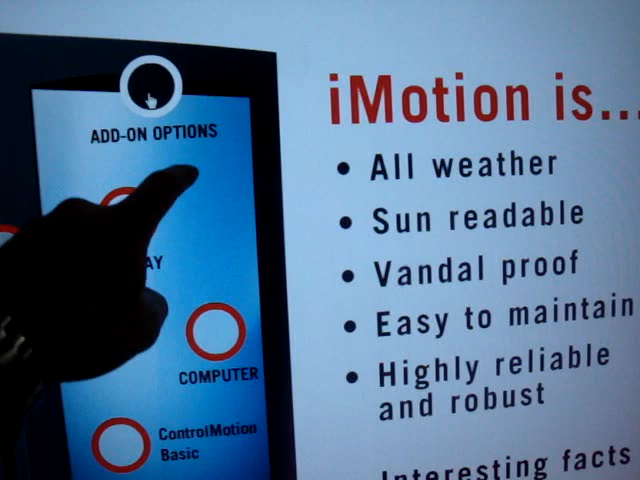 ADD-ON OPTIONS
AY
COMPUTER
ControlMotion
Basic
iMotion is...
• All weather
• Sun readable
• Vandal proof
• Easy to maintain
• Highly reliable
and robust
Interesting facts